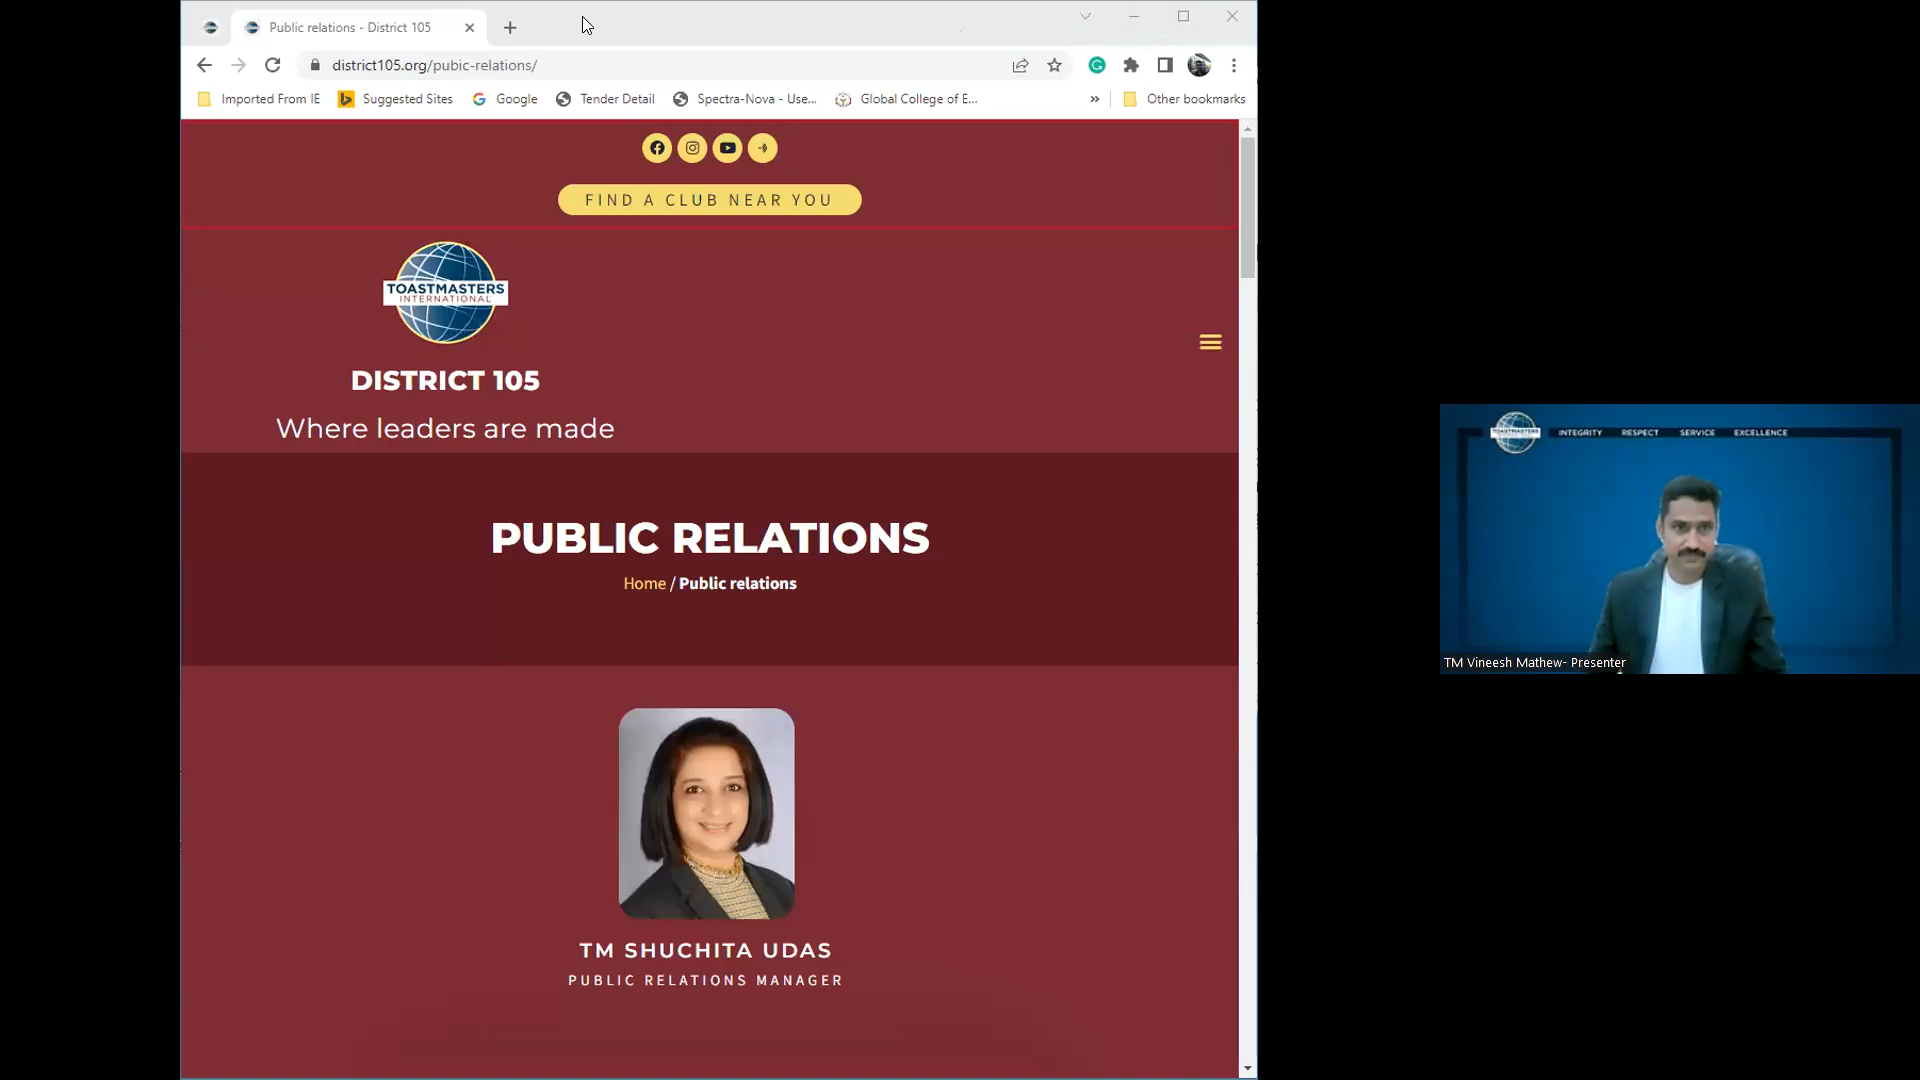 Public relations - District 105
district105.org/pubic-relations/
Imported From IE
Suggested Sites
Google
Tender Detail
Spectra-Nova - Use...
Global College of E...
»
Other bookmarks
FIND A CLUB NEAR YOU
TOASTMASTERS
INTERNATIONAL
DISTRICT 105
Where leaders are made
PUBLIC RELATIONS
Home / Public relations
TM SHUCHITA UDAS
PUBLIC RELATIONS MANAGER
TOASTMASTERS
INTEGRITY RESPECT SERVICE EXCELLENCE
TM Vineesh Mathew- Presenter